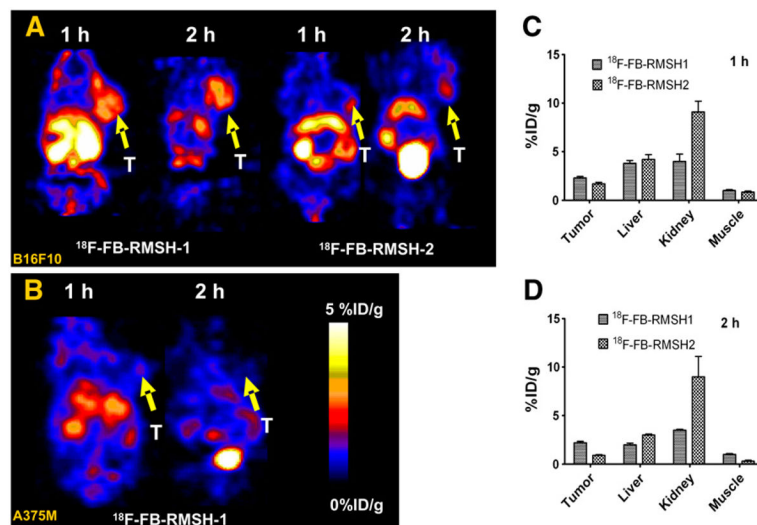 A
1 h
2 h
1 h
2 h
T
T
T
T
¹⁸F-FB-RMSH-1
¹⁸F-FB-RMSH-2
B16F10
B
1 h
2 h
5 %ID/g
T
T
0%ID/g
¹⁸F-FB-RMSH-1
A375M
C
1 h
¹⁸F-FB-RMSH1
¹⁸F-FB-RMSH2
%ID/g
15
10
5
0
Tumor
Liver
Kidney
Muscle
D
2 h
¹⁸F-FB-RMSH1
¹⁸F-FB-RMSH2
%ID/g
15
10
5
0
Tumor
Liver
Kidney
Muscle